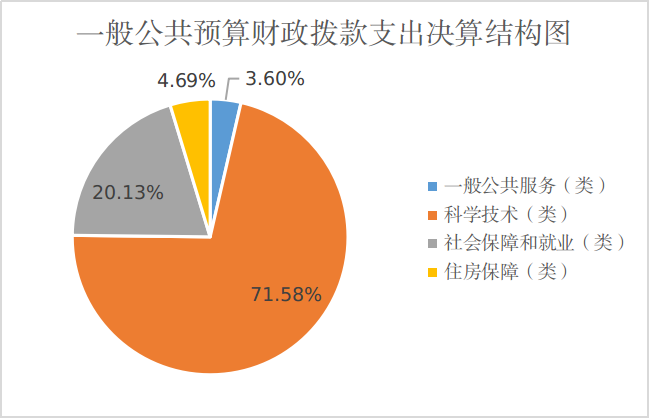 一般公共预算财政拨款支出决算结构图
4.69%
3.60%
20.13%
71.58%
一般公共服务（类）
科学技术（类）
社会保障和就业（类）
住房保障（类）